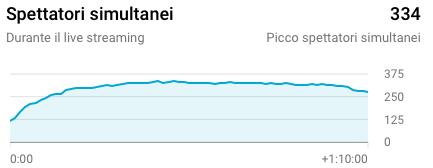 Spettatori simultanei 334
Durante il live streaming Picco spettatori simultanei
375
250
125
0
0:00 +1:10:00